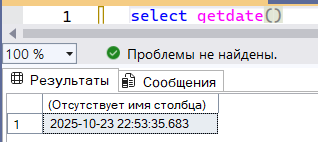 1 select getdate()
100 % Проблемы не найдены.
Результаты Сообщения
(Отсутствует имя столбца)
1 2025-10-23 22:53:35.683